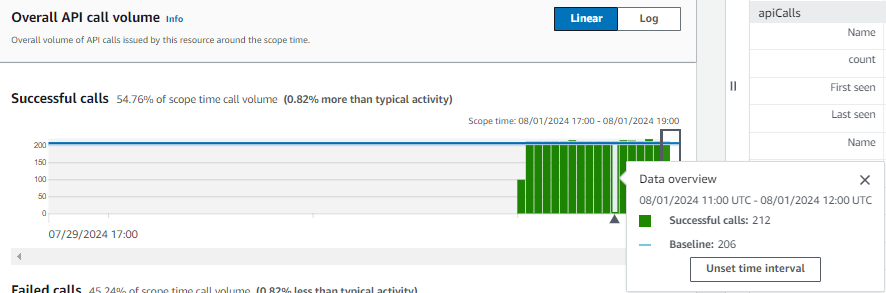 Overall API call volume Info
Linear Log
Overall volume of API calls issued by this resource around the scope time.
Successful calls 54.76% of scope time call volume (0.82% more than typical activity)
Scope time: 08/01/2024 17:00 - 08/01/2024 19:00
200
150
100
50
0
07/29/2024 17:00
Failed calls 45.24% of scope time call volume (0.82% less than typical activity)
apiCalls
Name
count
First seen
Last seen
Name
Data overview
08/01/2024 11:00 UTC - 08/01/2024 12:00 UTC
Successful calls: 212
Baseline: 206
Unset time interval